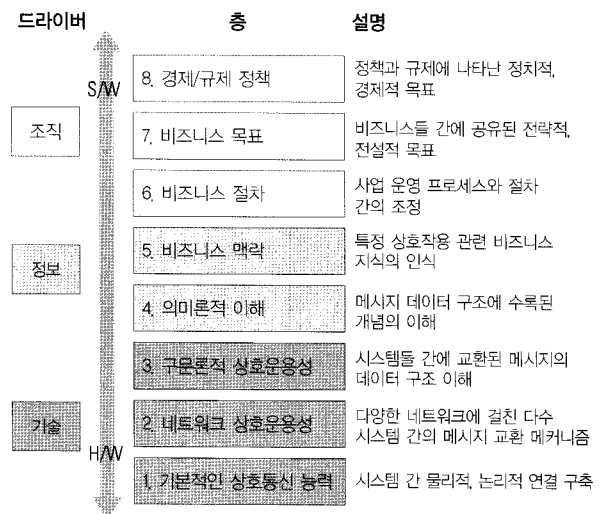 드라이버 층 설명
S/W
8. 경제/규제 정책
정책과 규제에 나타난 정치적,
경제적 목표
조직
7. 비즈니스 목표
비즈니스들 간에 공유된 전략적,
전설적 목표
6. 비즈니스 절차
사업 운영 프로세스와 절차
간의 조정
정보
5. 비즈니스 맥락
특정 상호작용 관련 비즈니스
지식의 인식
4. 의미론적 이해
메시지 데이터 구조에 수록된
개념의 이해
3. 구문론적 상호운용성
시스템들 간에 교환된 메시지의
데이터 구조 이해
기술
2. 네트워크 상호운용성
다양한 네트워크에 걸친 다수
시스템 간의 메시지 교환 메커니즘
H/W
1. 기본적인 상호통신 능력
시스템 간 물리적, 논리적 연결 구축